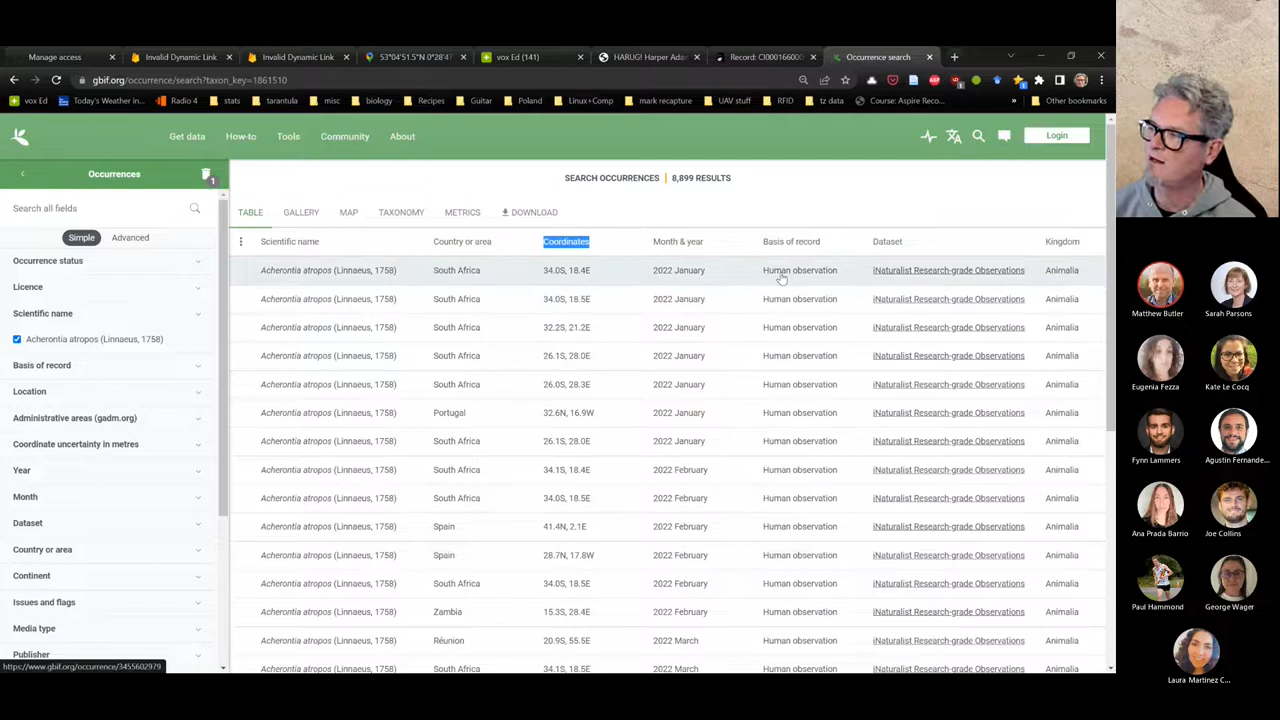 Manage access
Invalid Dynamic Link
Invalid Dynamic Link
53°04'51.5"N 0°28'47
vox Ed (141)
HARUG! Harper Adam
Record: CI000166000
Occurrence search
gbif.org/occurrence/search?taxon_key=1861510
vox Ed
Today's Weather in...
Radio 4
stats
tarantula
misc
biology
Recipes
Guitar
Poland
Linux+Comp
mark recapture
UAV stuff
RFID
tz data
Course: Aspire Reco...
»
Other bookmarks
Get data
How-to
Tools
Community
About
Login
Occurrences
1
SEARCH OCCURRENCES | 8,899 RESULTS
Search all fields
TABLE GALLERY MAP TAXONOMY METRICS DOWNLOAD
Simple Advanced
Scientific name Country or area Coordinates Month & year Basis of record Dataset Kingdom
Acherontia atropos (Linnaeus, 1758) South Africa 34.0S, 18.4E 2022 January Human observation iNaturalist Research-grade Observations Animalia
Acherontia atropos (Linnaeus, 1758) South Africa 34.0S, 18.5E 2022 January Human observation iNaturalist Research-grade Observations Animalia
Acherontia atropos (Linnaeus, 1758) South Africa 32.2S, 21.2E 2022 January Human observation iNaturalist Research-grade Observations Animalia
Acherontia atropos (Linnaeus, 1758) South Africa 26.1S, 28.0E 2022 January Human observation iNaturalist Research-grade Observations Animalia
Acherontia atropos (Linnaeus, 1758) South Africa 26.0S, 28.3E 2022 January Human observation iNaturalist Research-grade Observations Animalia
Acherontia atropos (Linnaeus, 1758) Portugal 32.6N, 16.9W 2022 January Human observation iNaturalist Research-grade Observations Animalia
Acherontia atropos (Linnaeus, 1758) South Africa 26.1S, 28.0E 2022 January Human observation iNaturalist Research-grade Observations Animalia
Acherontia atropos (Linnaeus, 1758) South Africa 34.1S, 18.4E 2022 February Human observation iNaturalist Research-grade Observations Animalia
Acherontia atropos (Linnaeus, 1758) South Africa 34.0S, 18.5E 2022 February Human observation iNaturalist Research-grade Observations Animalia
Acherontia atropos (Linnaeus, 1758) Spain 41.4N, 2.1E 2022 February Human observation iNaturalist Research-grade Observations Animalia
Acherontia atropos (Linnaeus, 1758) Spain 28.7N, 17.8W 2022 February Human observation iNaturalist Research-grade Observations Animalia
Acherontia atropos (Linnaeus, 1758) South Africa 34.0S, 18.5E 2022 February Human observation iNaturalist Research-grade Observations Animalia
Acherontia atropos (Linnaeus, 1758) Zambia 15.3S, 28.4E 2022 February Human observation iNaturalist Research-grade Observations Animalia
Acherontia atropos (Linnaeus, 1758) Réunion 20.9S, 55.5E 2022 March Human observation iNaturalist Research-grade Observations Animalia
Acherontia atropos (Linnaeus, 1758) South Africa 34.1S, 18.5E 2022 March Human observation iNaturalist Research-grade Observations Animalia
Occurrence status
Licence
Scientific name
Acherontia atropos (Linnaeus, 1758)
Basis of record
Location
Administrative areas (gadm.org)
Coordinate uncertainty in metres
Year
Month
Dataset
Country or area
Continent
Issues and flags
Media type
Publisher
https://www.gbif.org/occurrence/3455602979
Matthew Butler
Sarah Parsons
Eugenia Fezza
Kate Le Cocq
Fynn Lammers
Agustín Fernande...
Ana Prada Barrio
Joe Collins
Paul Hammond
George Wager
Laura Martinez C...